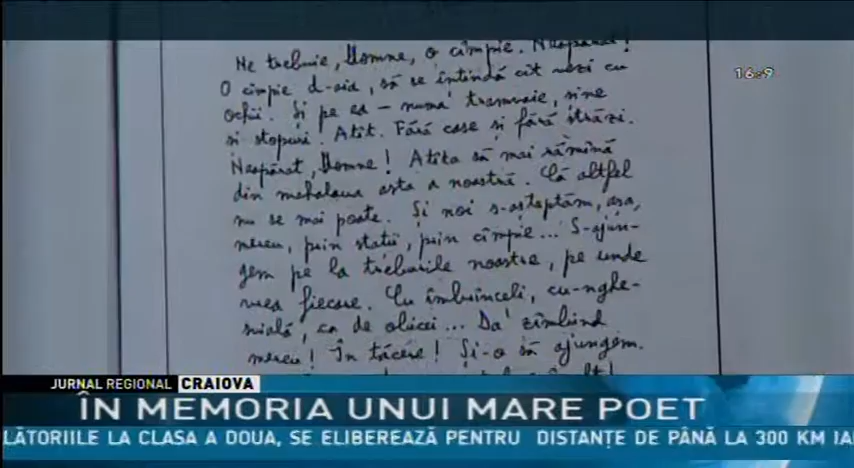 Ne trebuie, Domne, o cîmpie. Neapărat!
O cîmpie d-aia, să se întindă cît vezi cu
ochii. Și pe ea – numa' tramvaie, șine
și stopuri. Atît. Fără case și fără străzi.
Neapărat, Domne! Atîta să mai rămînă
din mahalaua asta a noastră. Că altfel
nu se mai poate. Și noi s-așteptăm, așa,
mereu, prin stații, prin cîmpie... S-ajun-
gem pe la treburile noastre, pe unde
vrea fiecare. Cu îmbrînceli, cu-nghe-
suială, ca de obicei... Da' zîmbind
mereu! În tăcere! Și-o să ajungem.
16:9
JURNAL REGIONAL CRAIOVA
ÎN MEMORIA UNUI MARE POET
LĂTORIILE LA CLASA A DOUA, SE ELIBEREAZĂ PENTRU DISTANȚE DE PÂNĂ LA 300 KM IA